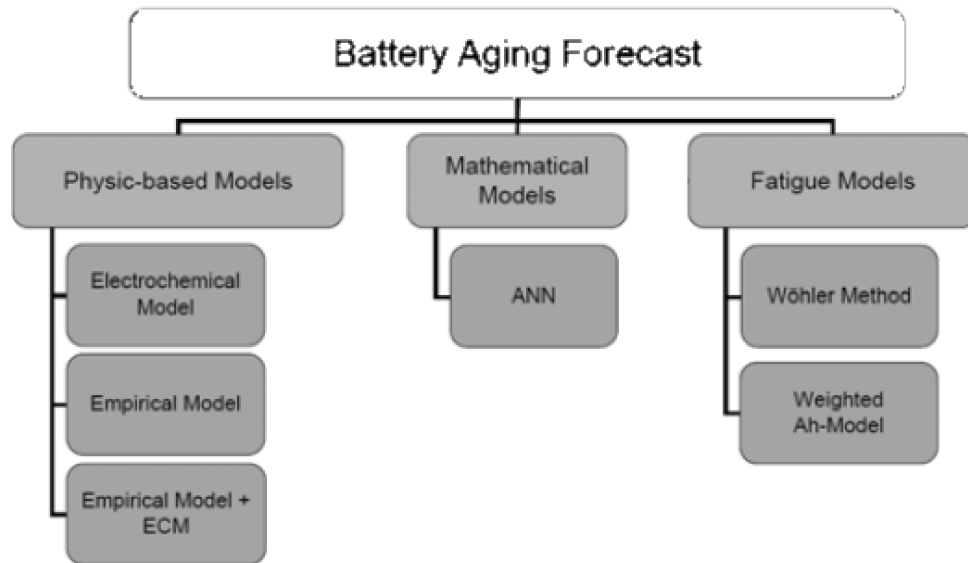 Battery Aging Forecast
Physic-based Models
Mathematical
Models
Fatigue Models
Electrochemical
Model
ANN
Wöhler Method
Empirical Model
Weighted
Ah-Model
Empirical Model +
ECM